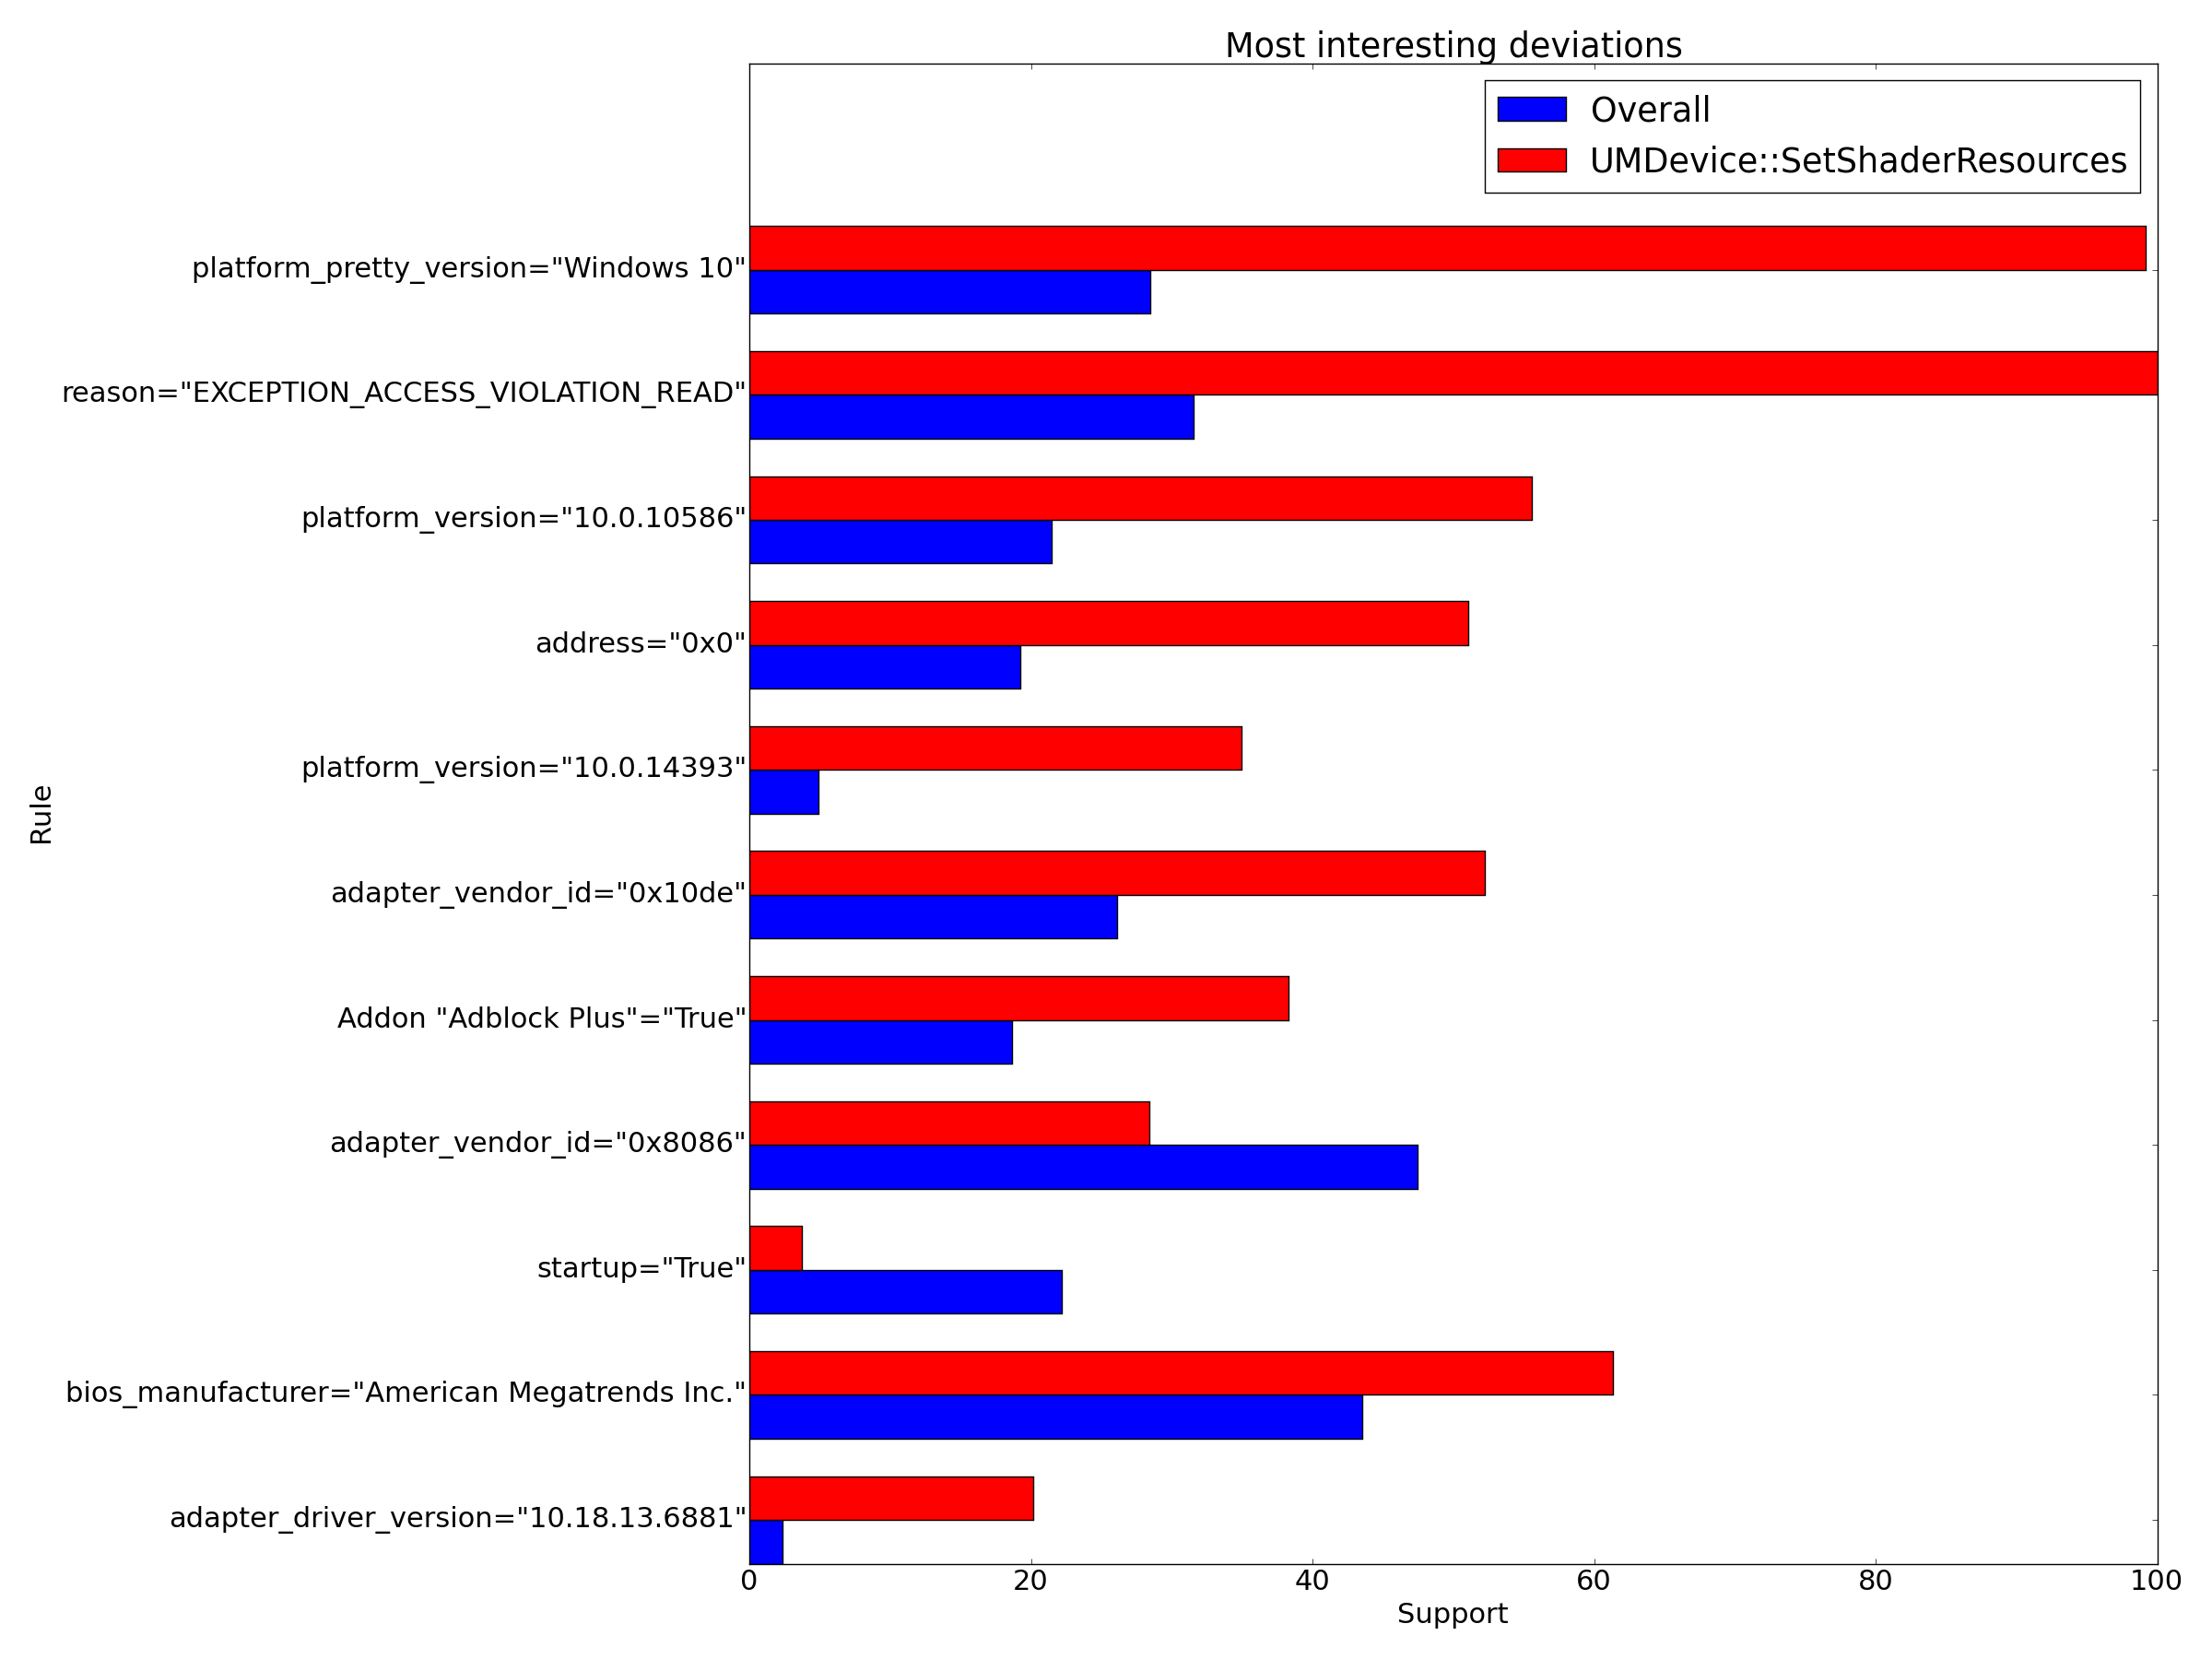 Most interesting deviations
Overall
UMDevice::SetShaderResources
platform_pretty_version="Windows 10"
reason="EXCEPTION_ACCESS_VIOLATION_READ"
platform_version="10.0.10586"
address="0x0"
platform_version="10.0.14393"
Rule
adapter_vendor_id="0x10de"
Addon "Adblock Plus"="True"
adapter_vendor_id="0x8086"
startup="True"
bios_manufacturer="American Megatrends Inc."
adapter_driver_version="10.18.13.6881"
0 20 40 60 80 100
Support